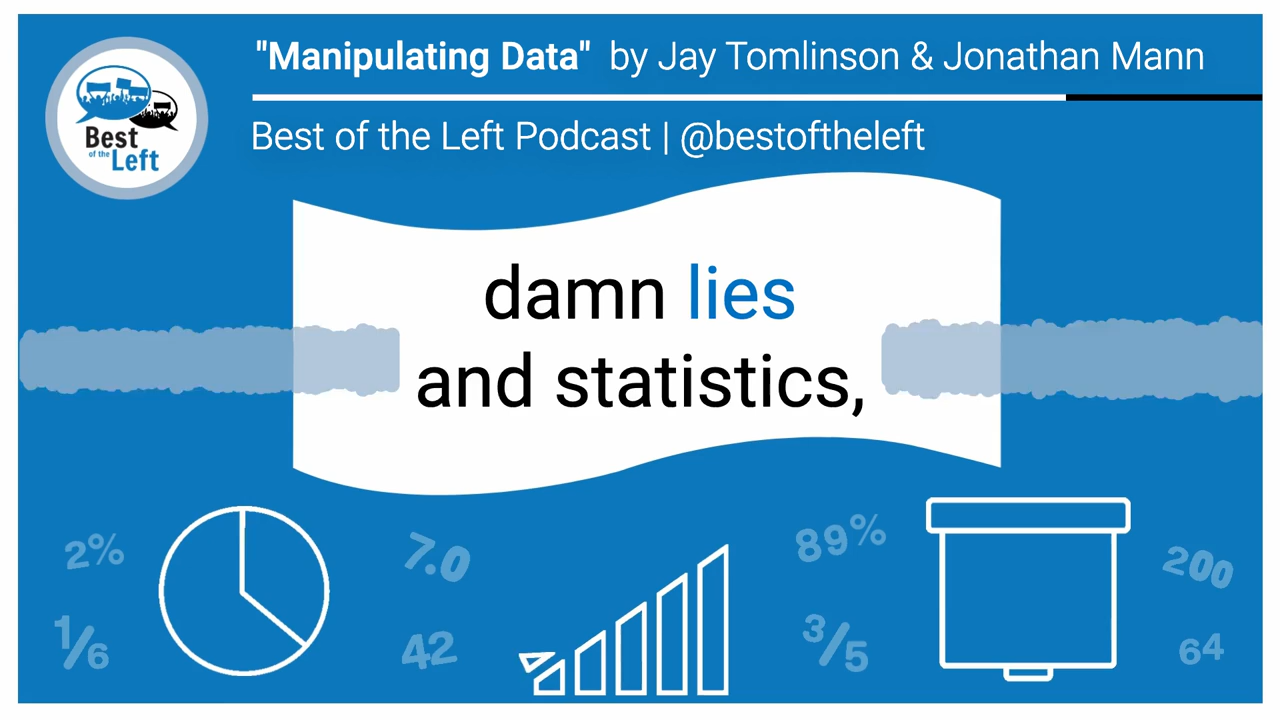 "Manipulating Data" by Jay Tomlinson & Jonathan Mann
Best of the Left Podcast | @bestoftheleft
Best
of the Left
damn lies
and statistics,
2%
7.0
89%
200
1/6
42
3/5
64